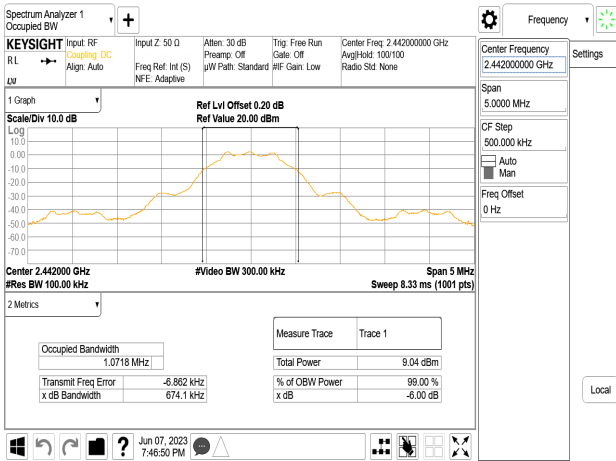 Spectrum Analyzer 1
Occupied BW
Frequency
KEYSIGHT
R L
Input: RF
Coupling: DC
Align: Auto
Input Z: 50 Ω
Freq Ref: Int (S)
NFE: Adaptive
Atten: 30 dB
Preamp: Off
µW Path: Standard
Trig: Free Run
Gate: Off
#IF Gain: Low
Center Freq: 2.442000000 GHz
Avg|Hold: 100/100
Radio Std: None
Center Frequency
2.442000000 GHz
Settings
Span
5.0000 MHz
CF Step
500.000 kHz
Auto
Man
Freq Offset
0 Hz
Local
1 Graph
Scale/Div 10.0 dB
Ref Lvl Offset 0.20 dB
Ref Value 20.00 dBm
Log
10.0
0.00
-10.0
-20.0
-30.0
-40.0
-50.0
-60.0
-70.0
Center 2.442000 GHz
#Res BW 100.00 kHz
#Video BW 300.00 kHz
Span 5 MHz
Sweep 8.33 ms (1001 pts)
2 Metrics
Occupied Bandwidth
1.0718 MHz
Transmit Freq Error -6.862 kHz
x dB Bandwidth 674.1 kHz
Measure Trace Trace 1
Total Power 9.04 dBm
% of OBW Power 99.00 %
x dB -6.00 dB
?
Jun 07, 2023
7:46:50 PM